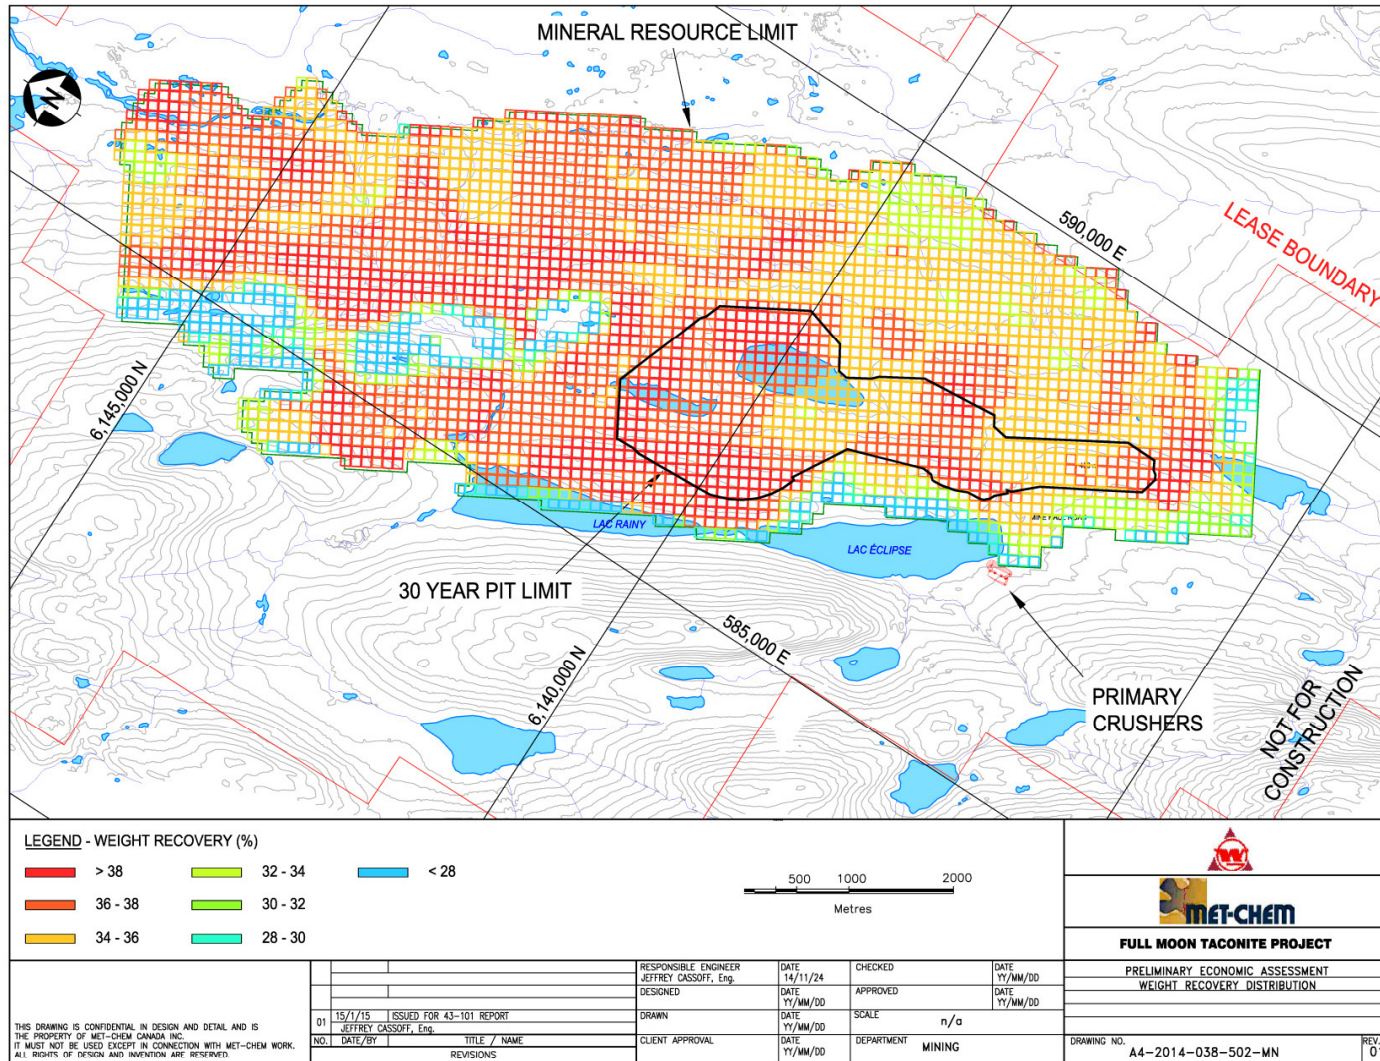 MINERAL RESOURCE LIMIT
N
590,000 E
LEASE BOUNDARY
6,145,000 N
LAC RAINY
LAC ÉCLIPSE
30 YEAR PIT LIMIT
585,000 E
6,140,000 N
PRIMARY
CRUSHERS
NOT FOR
CONSTRUCTION
LEGEND - WEIGHT RECOVERY (%)
> 38
32 - 34
< 28
36 - 38
30 - 32
34 - 36
28 - 30
500 1000 2000
Metres
MET-CHEM
FULL MOON TACONITE PROJECT
PRELIMINARY ECONOMIC ASSESSMENT
WEIGHT RECOVERY DISTRIBUTION
DRAWING NO.
A4-2014-038-502-MN
REV.
01
RESPONSIBLE ENGINEER
JEFFREY CASSOFF, Eng.
DATE
14/11/24
CHECKED
DATE
YY/MM/DD
DESIGNED
DATE
YY/MM/DD
APPROVED
DATE
YY/MM/DD
DRAWN
DATE
YY/MM/DD
SCALE
n/a
CLIENT APPROVAL
DATE
YY/MM/DD
DEPARTMENT
MINING
01 15/1/15 ISSUED FOR 43-101 REPORT
JEFFREY CASSOFF, Eng.
NO. DATE/BY TITLE / NAME
REVISIONS
THIS DRAWING IS CONFIDENTIAL IN DESIGN AND DETAIL AND IS
THE PROPERTY OF MET-CHEM CANADA INC.
IT MUST NOT BE USED EXCEPT IN CONNECTION WITH MET-CHEM WORK.
ALL RIGHTS OF DESIGN AND INVENTION ARE RESERVED.